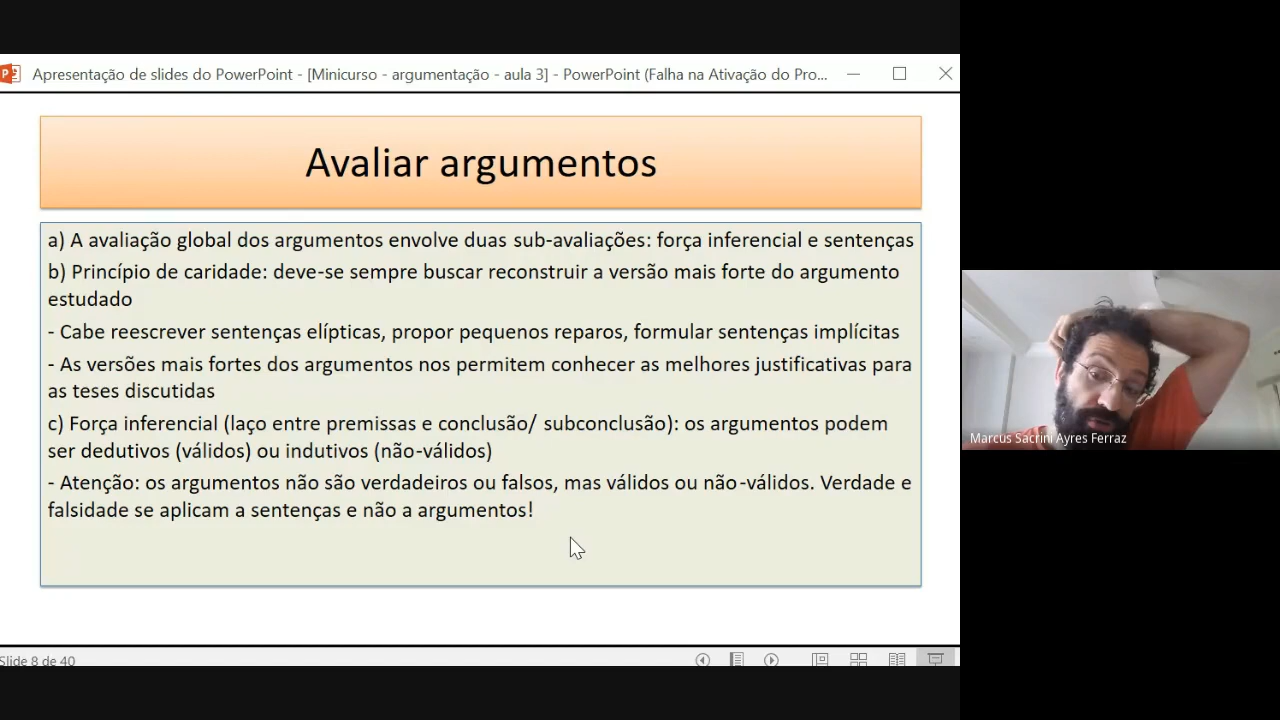 Apresentação de slides do PowerPoint - [Minicurso - argumentação - aula 3] - PowerPoint (Falha na Ativação do Pro...
Avaliar argumentos
a) A avaliação global dos argumentos envolve duas sub-avaliações: força inferencial e sentenças
b) Princípio de caridade: deve-se sempre buscar reconstruir a versão mais forte do argumento
estudado
- Cabe reescrever sentenças elípticas, propor pequenos reparos, formular sentenças implícitas
- As versões mais fortes dos argumentos nos permitem conhecer as melhores justificativas para
as teses discutidas
c) Força inferencial (laço entre premissas e conclusão/ subconclusão): os argumentos podem
ser dedutivos (válidos) ou indutivos (não-válidos)
- Atenção: os argumentos não são verdadeiros ou falsos, mas válidos ou não-válidos. Verdade e
falsidade se aplicam a sentenças e não a argumentos!
Marcus Sacrini Ayres Ferraz
Slide 8 de 40